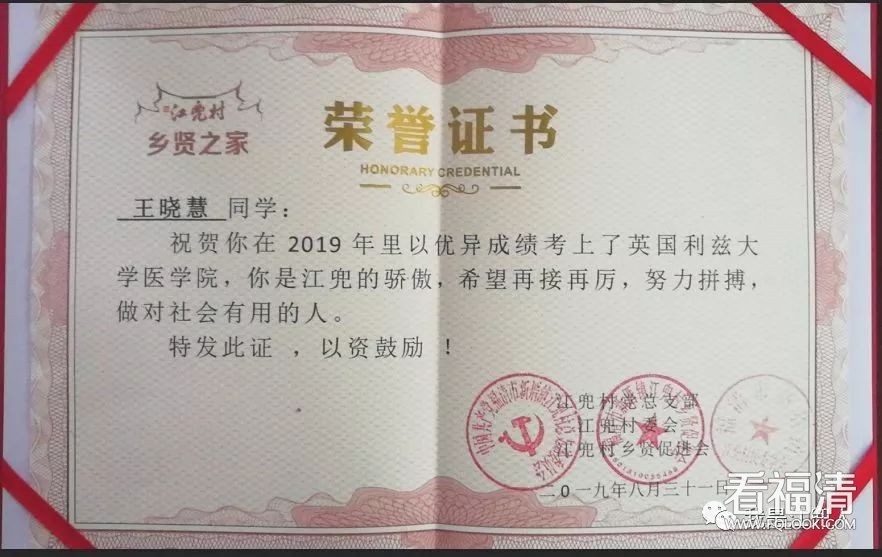 江兜村
乡贤之家
荣誉证书
HONORARY CREDENTIAL
王晓慧 同学：
祝贺你在 2019 年里以优异成绩考上了英国利兹大
学医学院，你是江兜的骄傲，希望再接再厉，努力拼搏，
做对社会有用的人。
特发此证 ，以资鼓励 ！
江兜村党总支部
江兜村委会
江兜村乡贤促进会
二0一九年八月三十一日
看福清
WWW.FQLOOK.COM